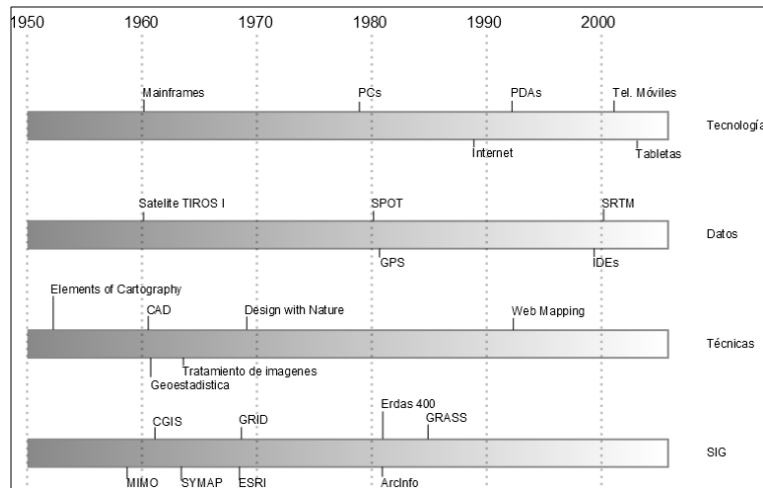 1950 1960 1970 1980 1990 2000
Mainframes PCs PDAs Tel. Móviles
Tecnología
Internet Tabletas
Satelite TIROS I SPOT SRTM
Datos
GPS IDEs
Elements of Cartography
CAD Design with Nature Web Mapping
Técnicas
Tratamiento de imagenes
Geoestadistica
Erdas 400
CGIS GRID GRASS
SIG
MIMO SYMAP ESRI ArcInfo